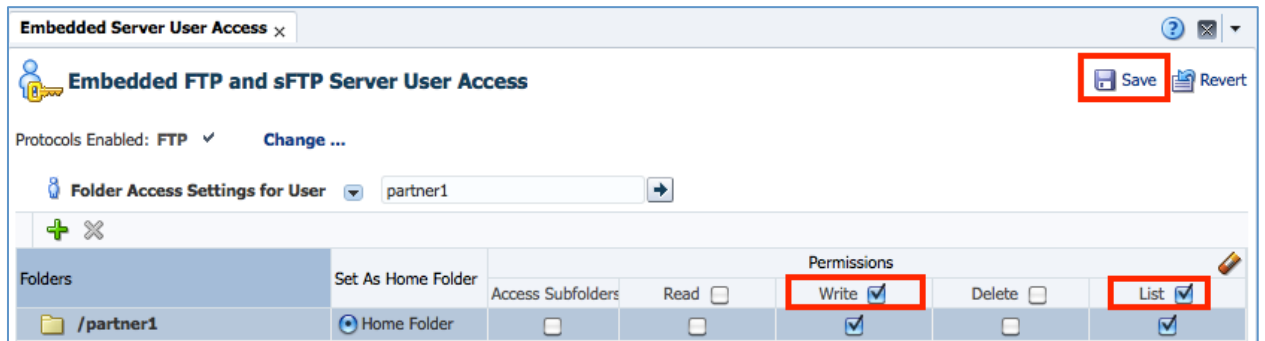 Embedded Server User Access
Embedded FTP and sFTP Server User Access
Save Revert
Protocols Enabled: FTP Change ...
Folder Access Settings for User partner1
Permissions
Folders Set As Home Folder
Access Subfolders Read Write Delete List
/partner1 Home Folder